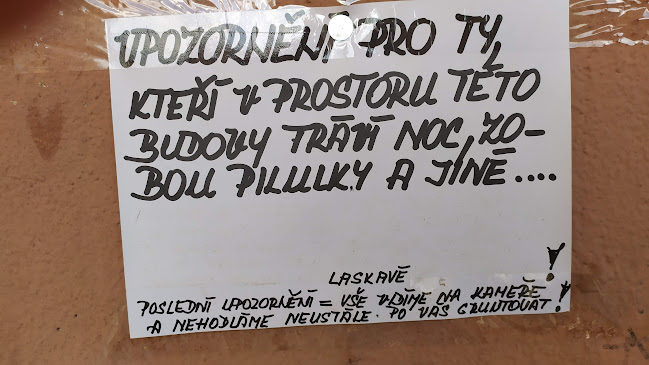 UPOZORNĚNÍ PRO TY,
KTEŘÍ V PROSTORU TÉTO
BUDOVY TRÁVÍ NOC, ZO-
BOU PILULKY A JINÉ....
LASKAVĚ
POSLEDNÍ UPOZORNĚNÍ = VŠE VIDÍME NA KAMEŘE !
A NEHODLÁME NEUSTÁLE PO VÁS GRUNTOVAT !